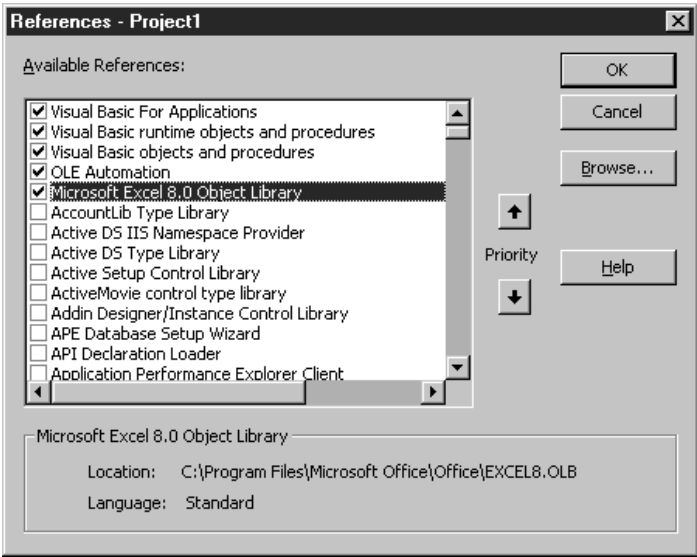 References - Project1
Available References:
Visual Basic For Applications
Visual Basic runtime objects and procedures
Visual Basic objects and procedures
OLE Automation
Microsoft Excel 8.0 Object Library
AccountLib Type Library
Active DS IIS Namespace Provider
Active DS Type Library
Active Setup Control Library
ActiveMovie control type library
Addin Designer/Instance Control Library
APE Database Setup Wizard
API Declaration Loader
Application Performance Explorer Client
OK
Cancel
Browse...
Priority
Help
Microsoft Excel 8.0 Object Library
Location: C:\Program Files\Microsoft Office\Office\EXCEL8.OLB
Language: Standard